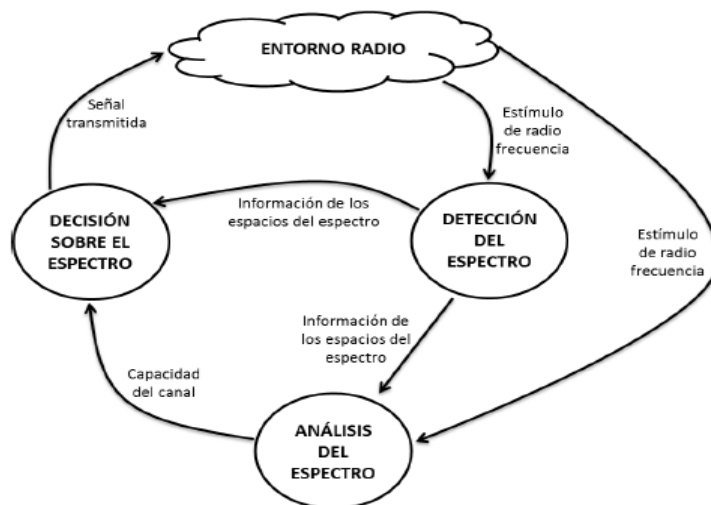 ENTORNO RADIO
Señal
transmitida
Estímulo
de radio
frecuencia
Información de los
espacios del espectro
DECISIÓN
SOBRE EL
ESPECTRO
DETECCIÓN
DEL
ESPECTRO
Estímulo
de radio
frecuencia
Información de
los espacios del
espectro
Capacidad
del canal
ANÁLISIS
DEL
ESPECTRO